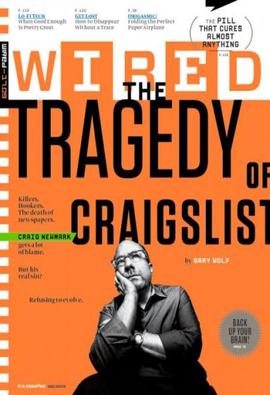 P.110
LO-FI TECH
When Good Enough
Is Pretty Great
GET LOST
How to Disappear
Without a Trace
ORIGAMIC!
Folding the Perfect
Paper Airplane
THE
PILL
THAT CURES
ALMOST
ANYTHING
WIRED
THE
TRAGEDY
OF
CRAIGSLIST
by GARY WOLF
Killers.
Hookers.
The death of
newspapers.
CRAIG NEWMARK
gets a lot
of blame.
But his
real sin?
Refusing to evolve.
BACK
UP YOUR
BRAIN!